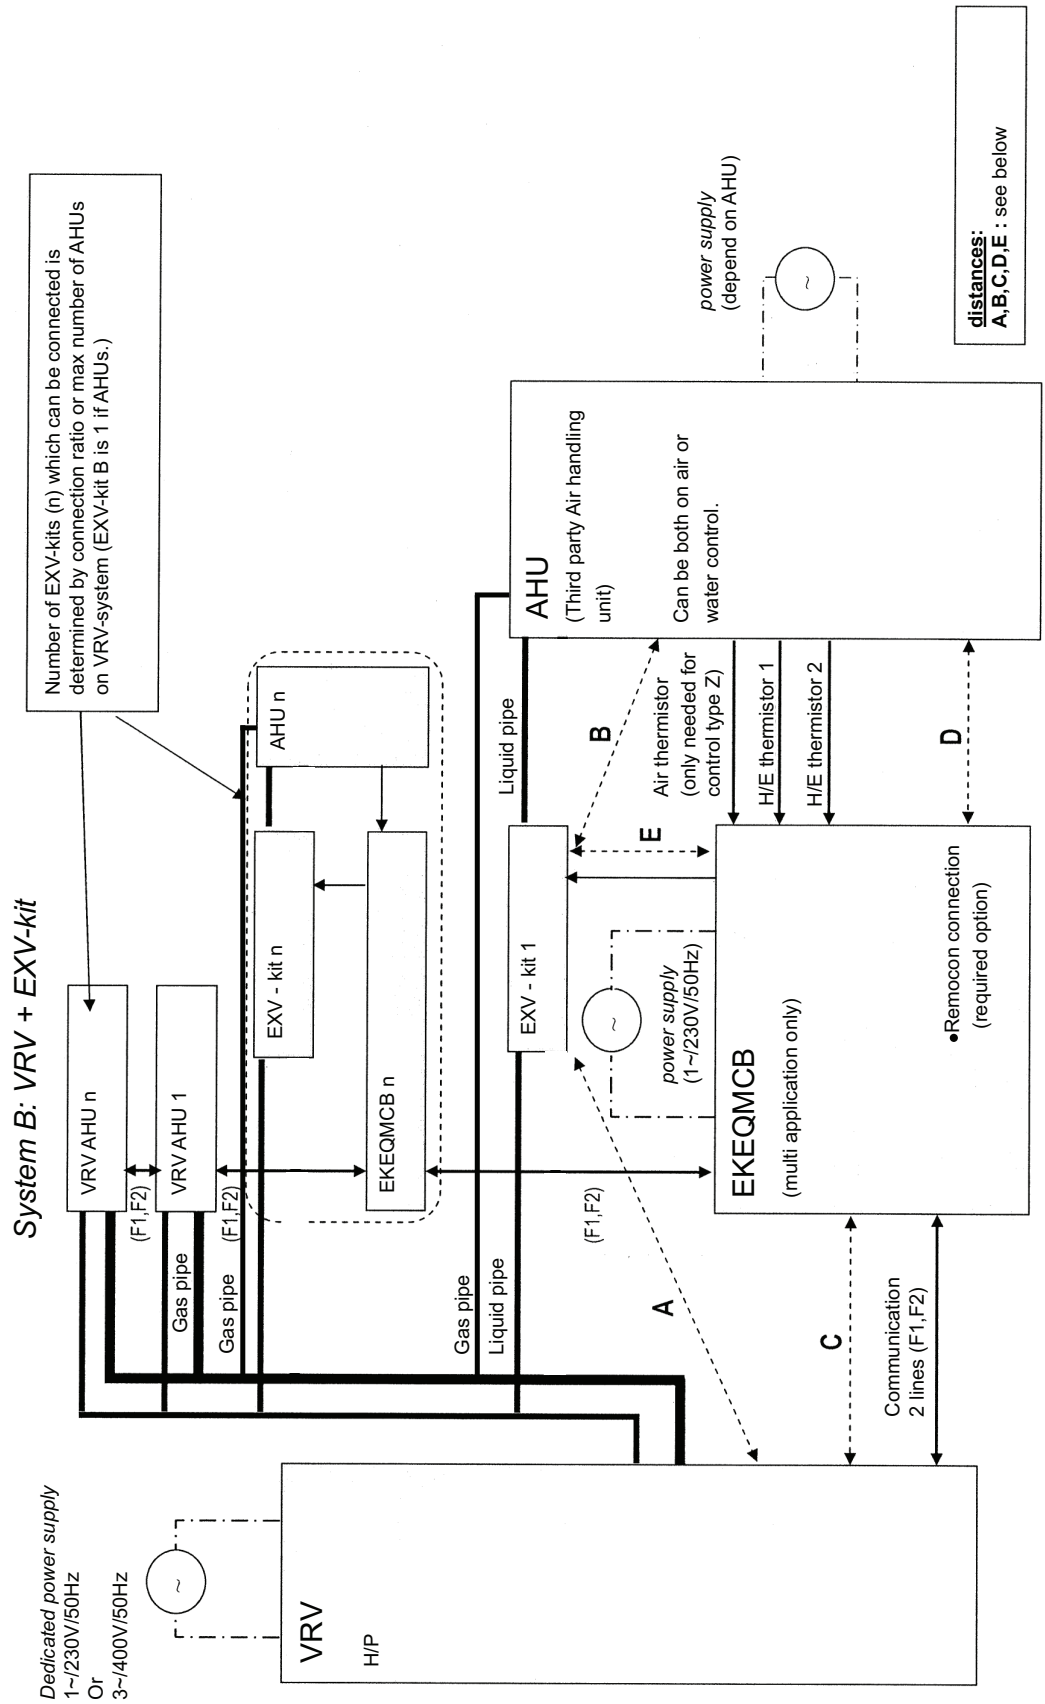 System B: VRV + EXV-kit
Dedicated power supply
1~/230V/50Hz
Or
3~/400V/50Hz
Number of EXV-kits (n) which can be connected is
determined by connection ratio or max number of AHUs
on VRV-system (EXV-kit B is 1 if AHUs.)
VRV AHU n
(F1,F2)
VRV AHU 1
Gas pipe
(F1,F2)
Gas pipe
EXV - kit n
AHU n
EKEQMCB n
Gas pipe
Liquid pipe
(F1,F2)
EXV - kit 1
Liquid pipe
AHU
(Third party Air handling
unit)
Can be both on air or
water control.
power supply
(depend on AHU)
~
A
B
E
~
power supply
(1~/230V/50Hz)
Air thermistor
(only needed for
control type Z)
H/E thermistor 1
H/E thermistor 2
D
~
VRV
H/P
C
Communication
2 lines (F1,F2)
EKEQMCB
(multi application only)
•Remocon connection
(required option)
distances:
A,B,C,D,E : see below